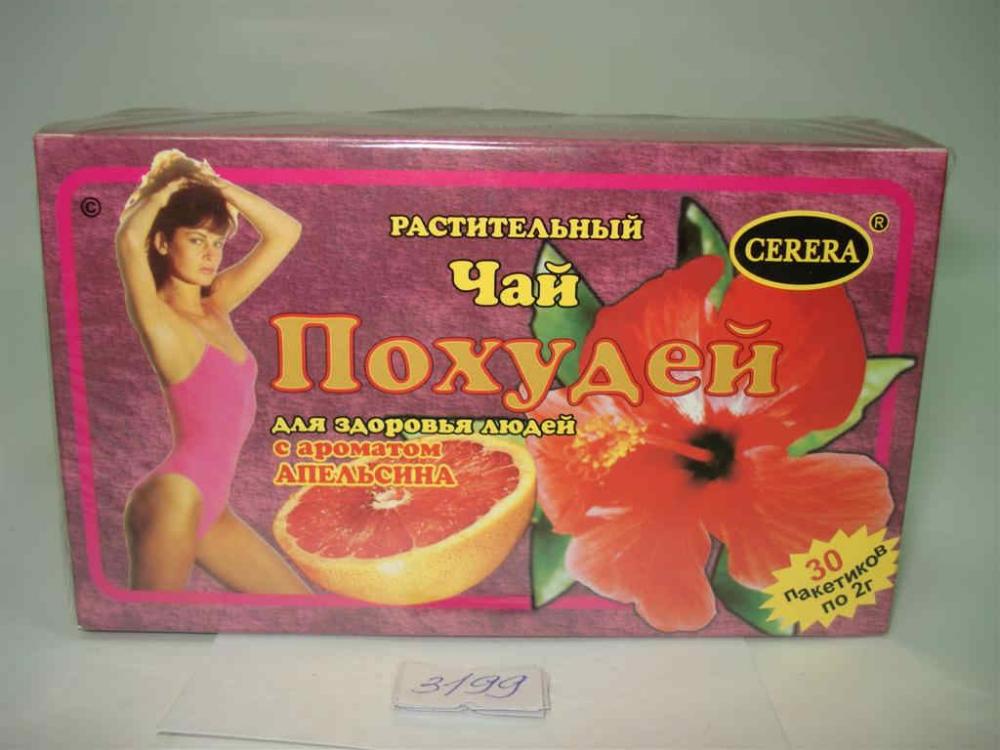 ©
РАСТИТЕЛЬНЫЙ
Чай
Похудей
для здоровья людей
с ароматом
АПЕЛЬСИНА
CERERA ®
30
пакетиков
по 2г
3199